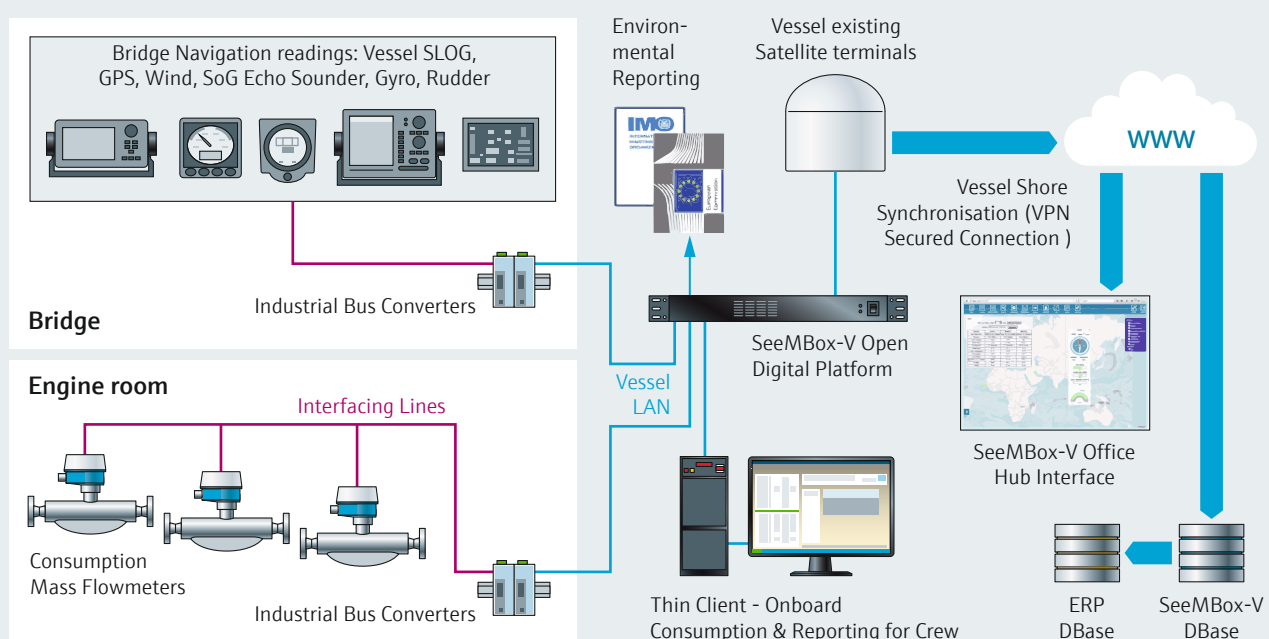 Bridge Navigation readings: Vessel SLOG,
GPS, Wind, SoG Echo Sounder, Gyro, Rudder
Industrial Bus Converters
Bridge
Engine room
Interfacing Lines
Consumption
Mass Flowmeters
Industrial Bus Converters
Environ-
mental
Reporting
IMO
European
Commission
Vessel existing
Satellite terminals
www
Vessel Shore
Synchronisation (VPN
Secured Connection )
SeeMBox-V Open
Digital Platform
Vessel
LAN
SeeMBox-V Office
Hub Interface
Thin Client - Onboard
Consumption & Reporting for Crew
ERP
DBase
SeeMBox-V
DBase